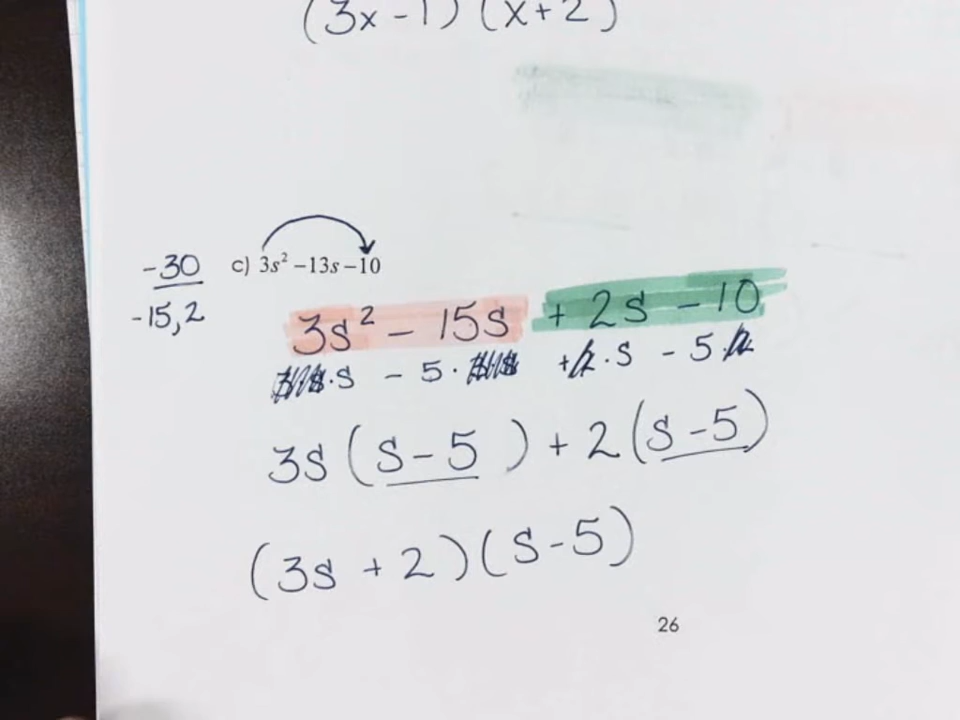 (3x − 1) (x + 2)
-30 c) 3s² −13s −10
-15, 2
3s² − 15s + 2s − 10
· s − 5 · + · s − 5
3s (s − 5) + 2 (s − 5)
(3s + 2) (s − 5)
26